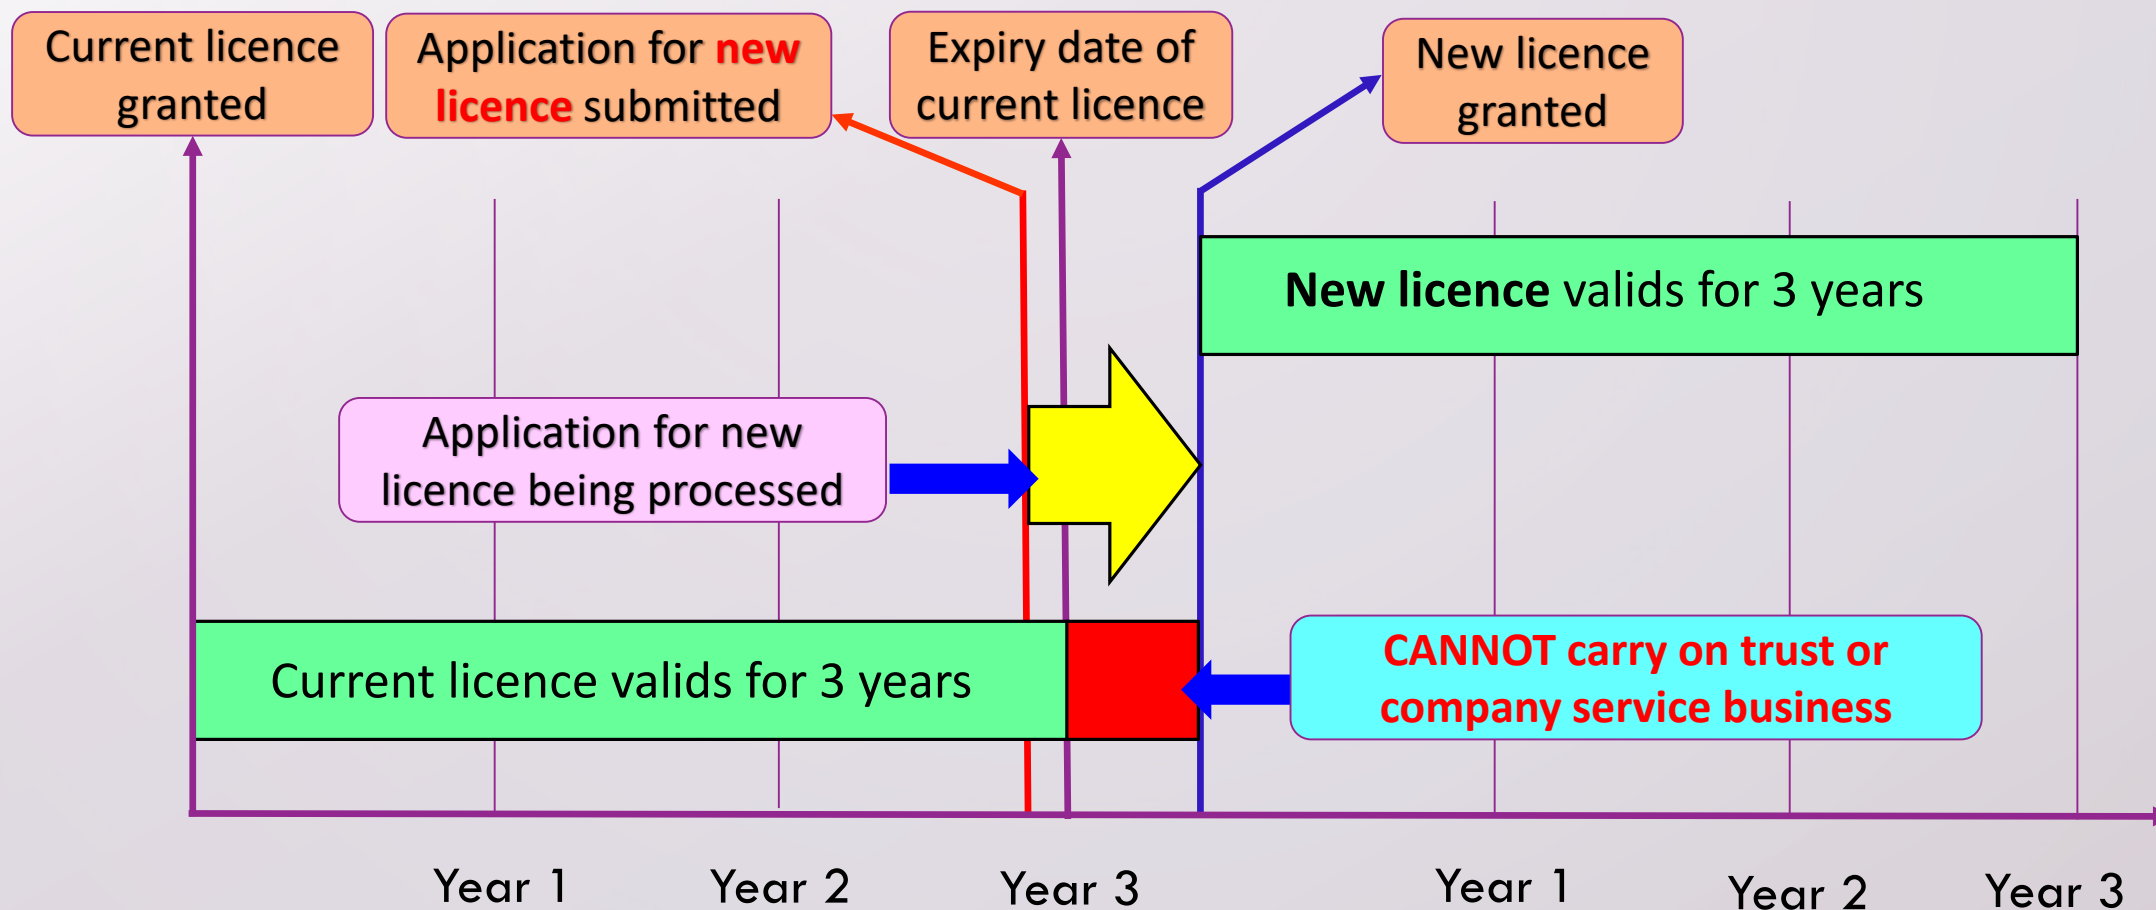 Current licence
granted
Application for new
licence submitted
Expiry date of
current licence
New licence
granted
New licence valids for 3 years
Application for new
licence being processed
Current licence valids for 3 years
CANNOT carry on trust or
company service business
Year 1
Year 2
Year 3
Year 1
Year 2
Year 3